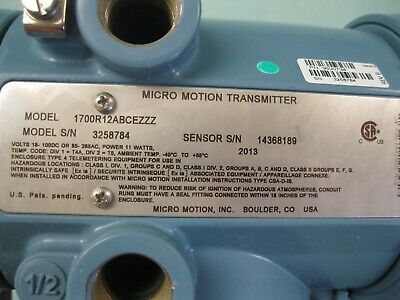 S/N : 3258784
MICRO MOTION TRANSMITTER
MODEL 1700R12ABCEZZZ
MODEL S/N 3258784 SENSOR S/N 14368189
VOLTS 18- 100DC OR 85- 265AC, POWER 11 WATTS, 2013
TEMP. CODE: DIV 1 = T4A, DIV 2 = T5, AMBIENT TEMP. -40°C TO +55°C
ENCLOSURE TYPE 4 TELEMETERING EQUIPMENT FOR USE IN
HAZARDOUS LOCATIONS; CLASS I, DIV. 1, GROUPS C AND D, CLASS I, DIV. 2, GROUPS A, B, C AND D, CLASS II GROUPS E, F, G.
INTRINSICALLY SAFE [Ex ia] / SECURITE INTRINSEQUE [Ex ia] ASSOCIATED EQUIPMENT / APPAREILLAGE CONNEXE.
WHEN INSTALLED IN ACCORDANCE WITH MICRO MOTION INSTALLATION INSTRUCTIONS TYPE CSA-D-IS.
WARNING: TO REDUCE RISK OF IGNITION OF HAZARDOUS ATMOSPHERES, CONDUIT
RUNS MUST HAVE A SEAL FITTING CONNECTED WITHIN 18 INCHES OF THE
ENCLOSURE.
U.S. Pats. pending.
MICRO MOTION, INC. BOULDER, CO USA
1/2